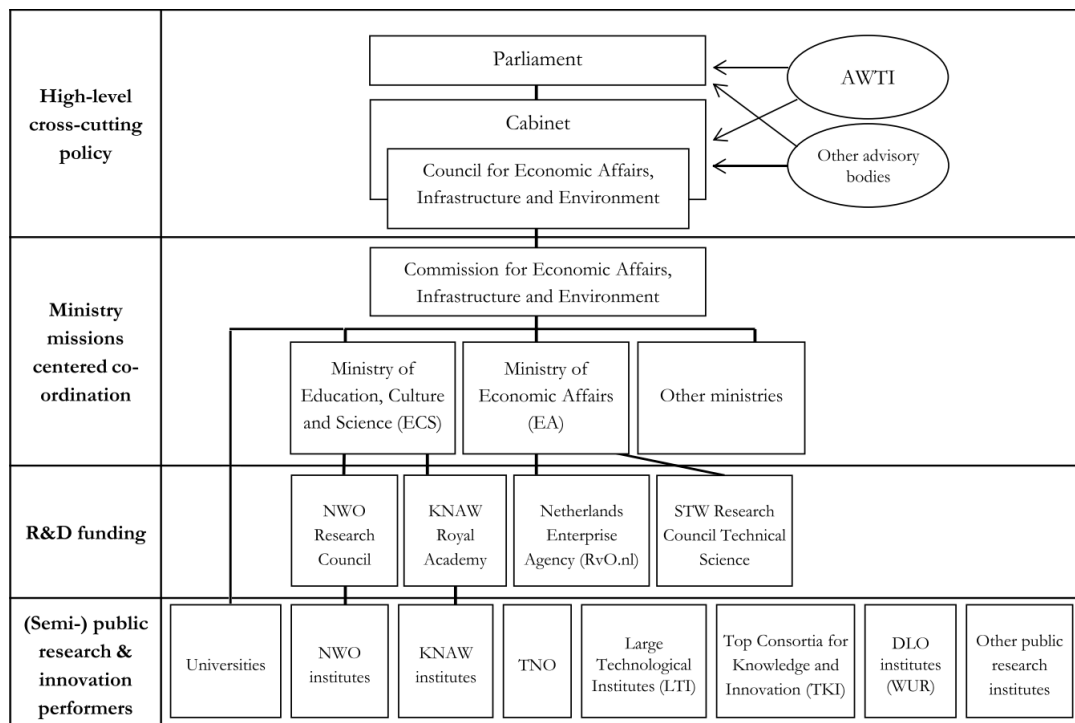 High-level
cross-cutting
policy
Parliament
AWTI
Cabinet
Other advisory
bodies
Council for Economic Affairs,
Infrastructure and Environment
Ministry
missions
centered co-
ordination
Commission for Economic Affairs,
Infrastructure and Environment
Ministry of
Education, Culture
and Science (ECS)
Ministry of
Economic Affairs
(EA)
Other ministries
R&D funding
NWO
Research
Council
KNAW
Royal
Academy
Netherlands
Enterprise
Agency (RvO.nl)
STW Research
Council Technical
Science
(Semi-) public
research &
innovation
performers
Universities
NWO
institutes
KNAW
institutes
TNO
Large
Technological
Institutes (LTI)
Top Consortia for
Knowledge and
Innovation (TKI)
DLO
institutes
(WUR)
Other public
research
institutes